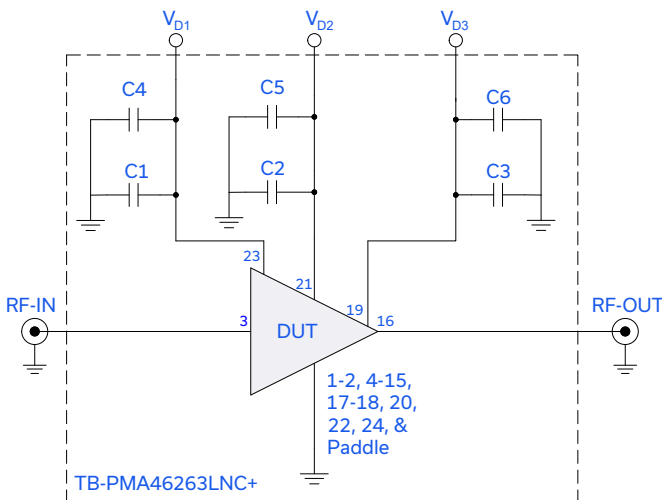 VD1
VD2
VD3
C4
C5
C6
C1
C2
C3
23
21
19
RF-IN
3
DUT
16
RF-OUT
1-2, 4-15,
17-18, 20,
22, 24, &
Paddle
TB-PMA46263LNC+